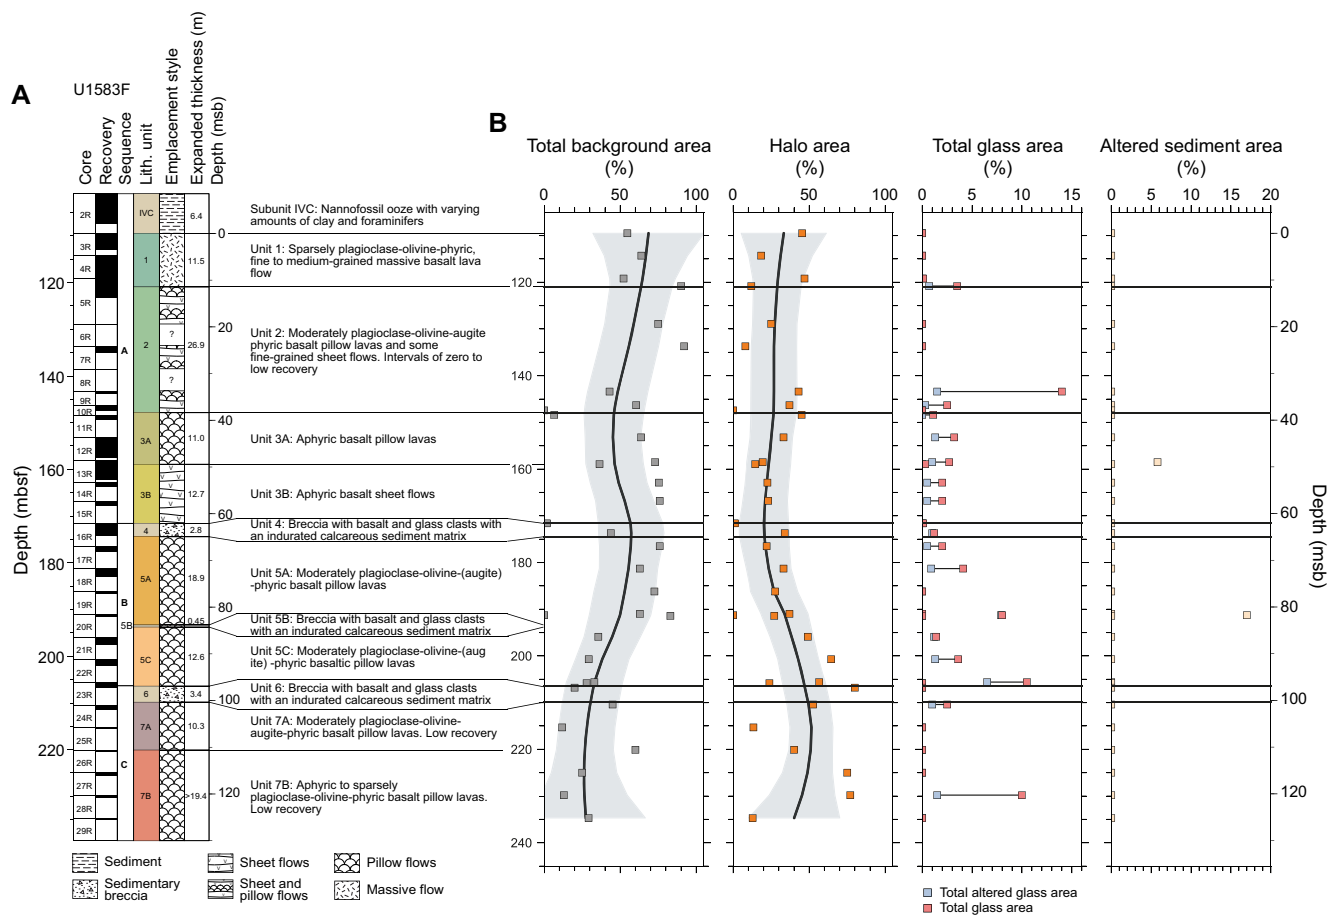 A
U1583F
Core
Recovery
Sequence
Lith. unit
Emplacement style
Expanded thickness (m)
Depth (msb)
Depth (mbsf)
120
140
160
180
200
220
2R
3R
4R
5R
6R
7R
8R
9R
10R
11R
12R
13R
14R
15R
16R
17R
18R
19R
20R
21R
22R
23R
24R
25R
26R
27R
28R
29R
A
B
5B
C
IVC
1
2
3A
3B
4
5A
5C
6
7A
7B
?
?
6.4
11.5
26.9
11.0
12.7
2.8
18.9
0.45
12.6
3.4
10.3
>19.4
0
20
40
60
80
100
120
Subunit IVC: Nannofossil ooze with varying
amounts of clay and foraminifers
Unit 1: Sparsely plagioclase-olivine-phyric,
fine to medium-grained massive basalt lava
flow
Unit 2: Moderately plagioclase-olivine-augite
phyric basalt pillow lavas and some
fine-grained sheet flows. Intervals of zero to
low recovery
Unit 3A: Aphyric basalt pillow lavas
Unit 3B: Aphyric basalt sheet flows
Unit 4: Breccia with basalt and glass clasts with
an indurated calcareous sediment matrix
Unit 5A: Moderately plagioclase-olivine-(augite)
-phyric basalt pillow lavas
Unit 5B: Breccia with basalt and glass clasts
with an indurated calcareous sediment matrix
Unit 5C: Moderately plagioclase-olivine-(aug
ite) -phyric basaltic pillow lavas
Unit 6: Breccia with basalt and glass clasts
with an indurated calcareous sediment matrix
Unit 7A: Moderately plagioclase-olivine-
augite-phyric basalt pillow lavas. Low recovery
Unit 7B: Aphyric to sparsely
plagioclase-olivine-phyric basalt pillow lavas.
Low recovery
Sediment
Sheet flows
Pillow flows
Sedimentary
breccia
Sheet and
pillow flows
Massive flow
B
Total background area
(%)
0 50 100
120
140
160
180
200
220
240
Halo area
(%)
0 50 100
Total glass area
(%)
0 5 10 15
Altered sediment area
(%)
0 5 10 15 20
0
20
40
60
80
100
120
Depth (msb)
Total altered glass area
Total glass area